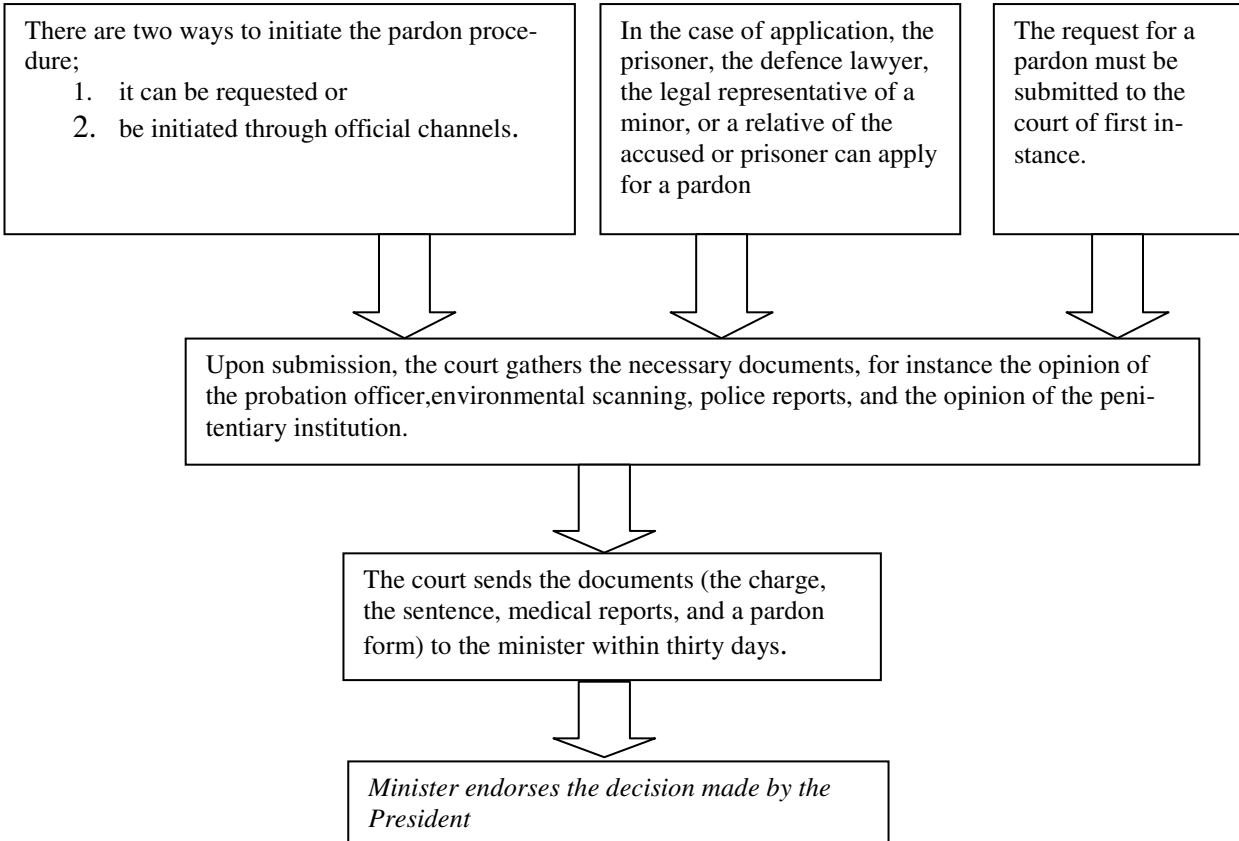 There are two ways to initiate the pardon proce-
dure;
1. it can be requested or
2. be initiated through official channels.
In the case of application, the
prisoner, the defence lawyer,
the legal representative of a
minor, or a relative of the
accused or prisoner can apply
for a pardon
The request for a
pardon must be
submitted to the
court of first in-
stance.
Upon submission, the court gathers the necessary documents, for instance the opinion of
the probation officer,environmental scanning, police reports, and the opinion of the peni-
tentiary institution.
The court sends the documents (the charge,
the sentence, medical reports, and a pardon
form) to the minister within thirty days.
Minister endorses the decision made by the
President